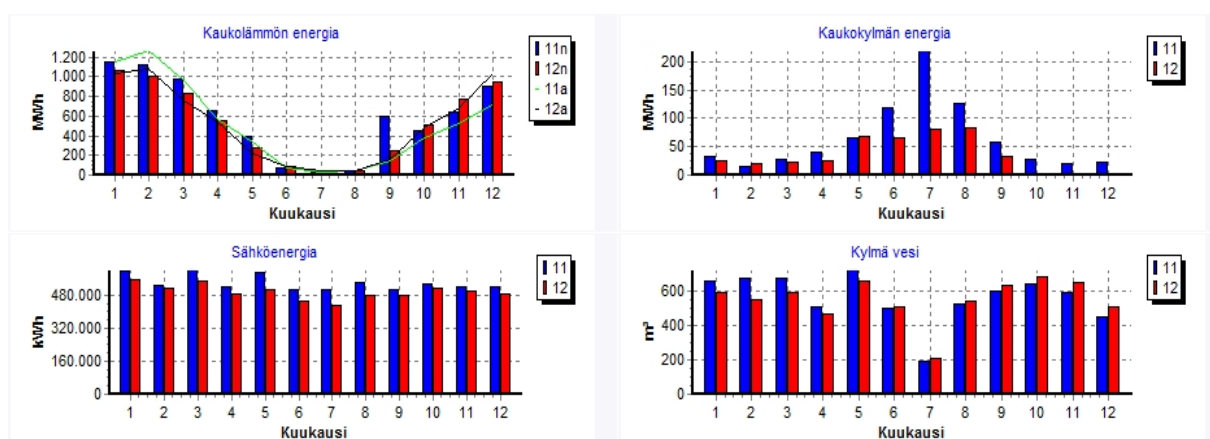 Kaukolämmön energia
1.200
1.000
800
600
400
200
0
MWh
1 2 3 4 5 6 7 8 9 10 11 12
Kuukausi
11n
12n
11a
12a
Kaukokylmän energia
200
150
100
50
0
MWh
1 2 3 4 5 6 7 8 9 10 11 12
Kuukausi
11
12
Sähköenergia
480.000
320.000
160.000
0
kWh
1 2 3 4 5 6 7 8 9 10 11 12
Kuukausi
11
12
Kylmä vesi
600
400
200
0
m³
1 2 3 4 5 6 7 8 9 10 11 12
Kuukausi
11
12